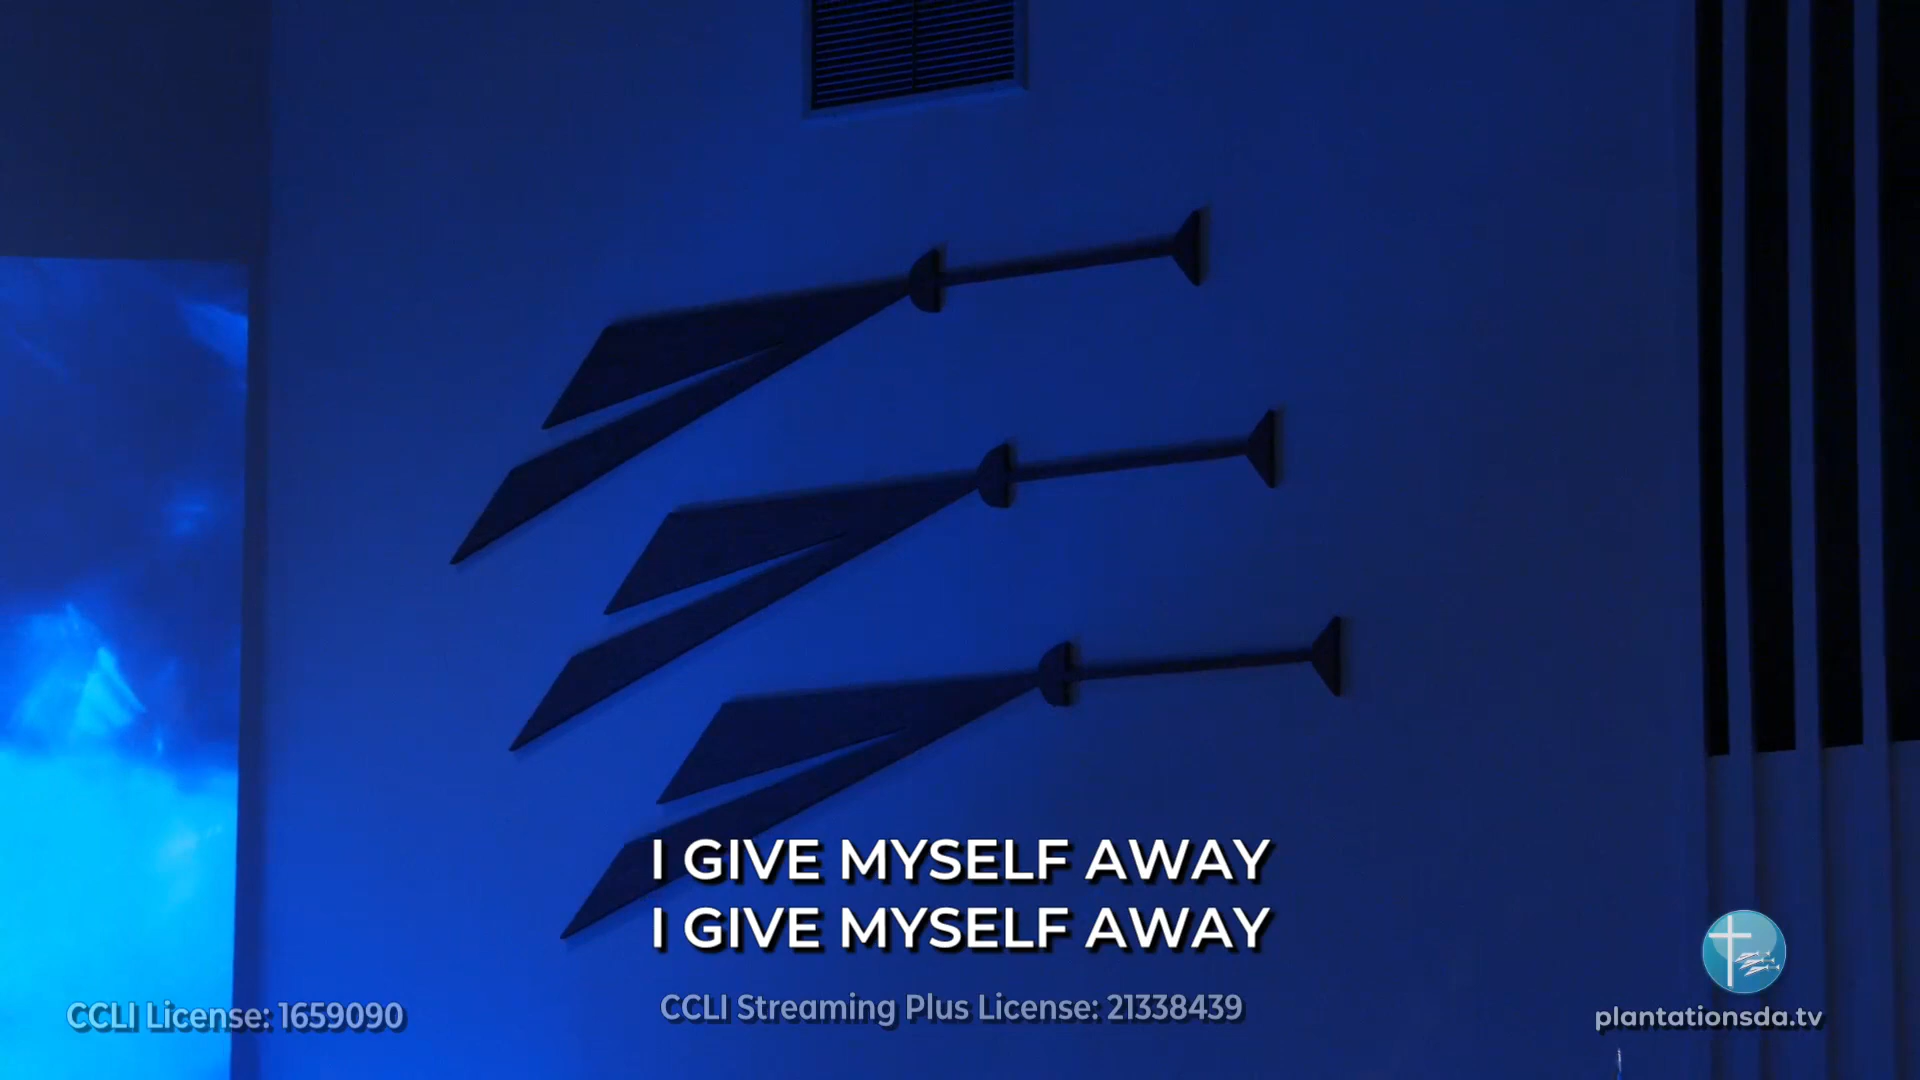 I GIVE MYSELF AWAY
I GIVE MYSELF AWAY
CCLI License: 1659090
CCLI Streaming Plus License: 21338439
plantationsda.tv